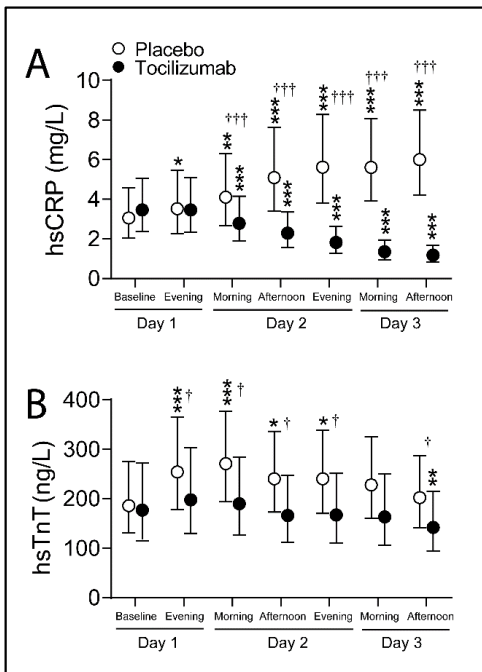 ○ Placebo
● Tocilizumab
A
hsCRP (mg/L)
10
8
6
4
2
0
*
††† ** ***
††† *** ***
*** ††† ***
††† *** ***
††† *** ***
Baseline Evening Morning Afternoon Evening Morning Afternoon
Day 1 Day 2 Day 3
B
hsTnT (ng/L)
400
300
200
100
0
*** †
*** †
* †
* †
† **
Baseline Evening Morning Afternoon Evening Morning Afternoon
Day 1 Day 2 Day 3